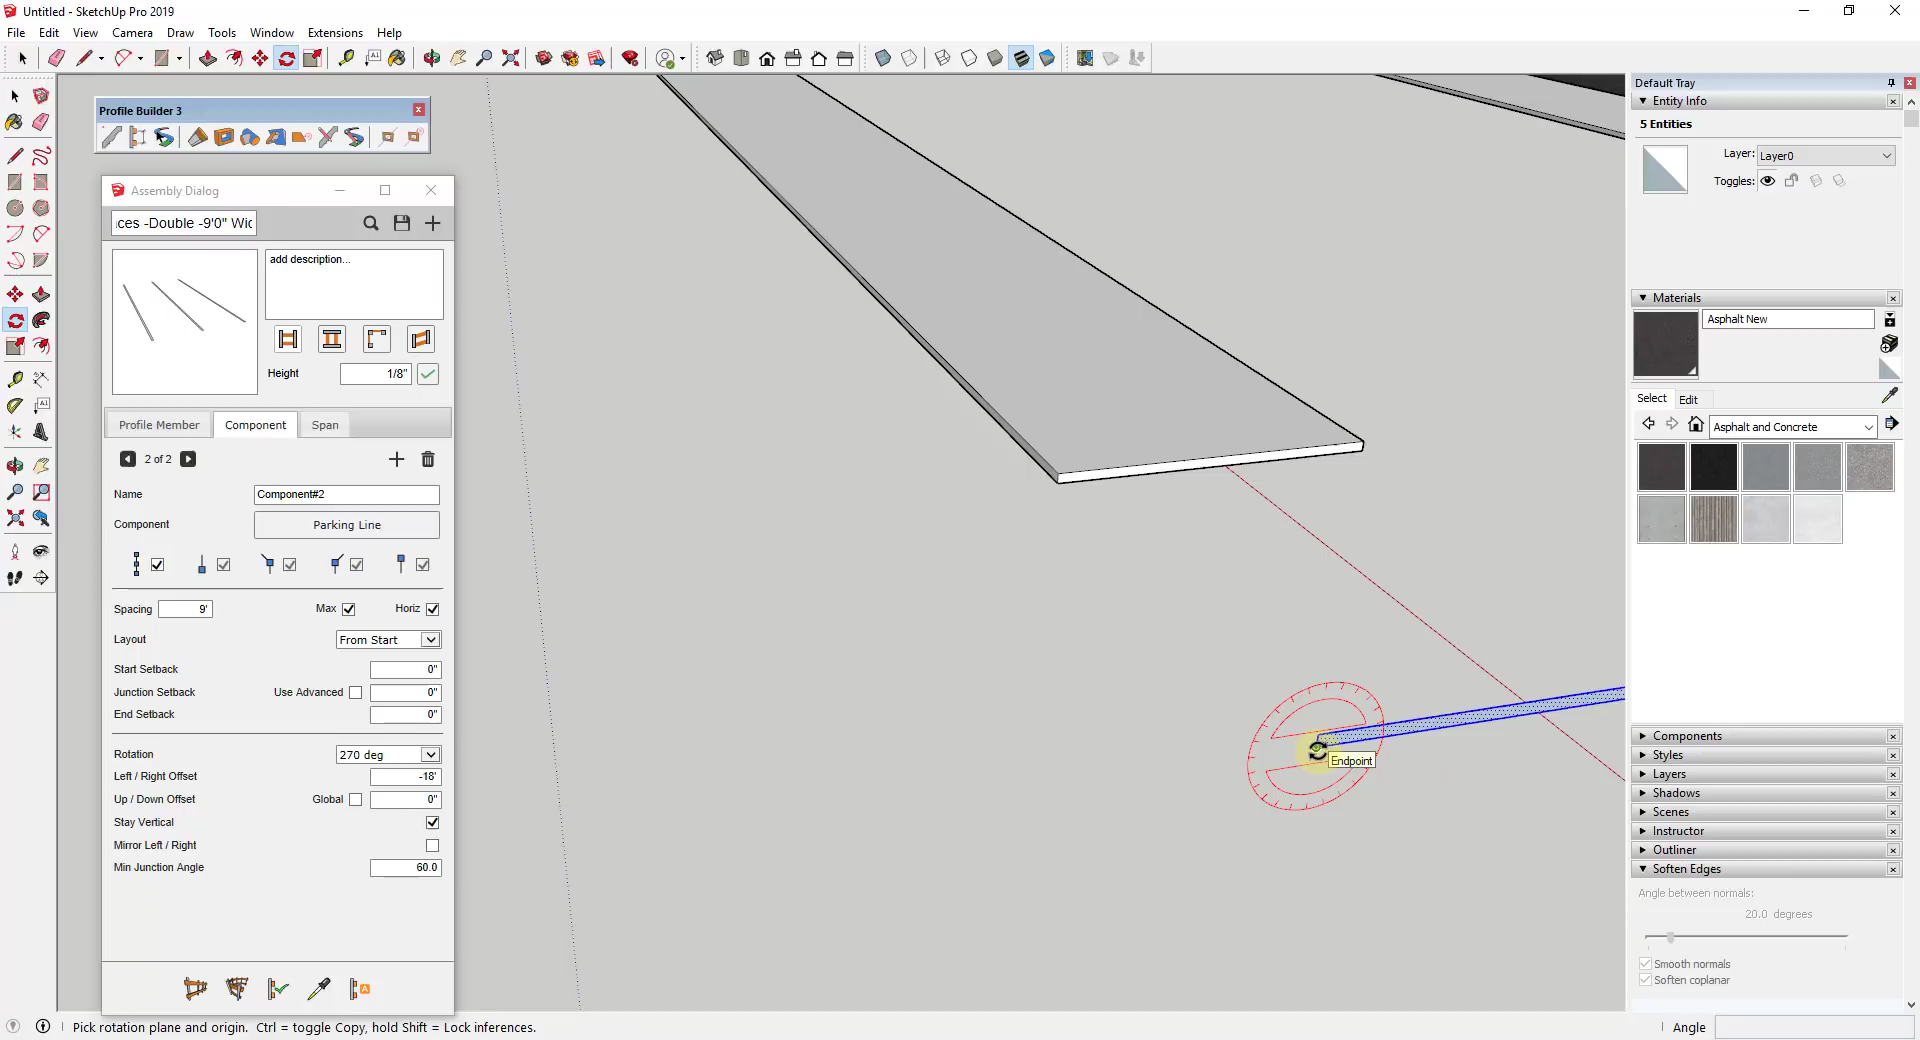 Untitled - SketchUp Pro 2019
File Edit View Camera Draw Tools Window Extensions Help
Profile Builder 3
Assembly Dialog
ces -Double -9'0" Wic
add description...
Height 1/8"
Profile Member Component Span
2 of 2
Name Component#2
Component Parking Line
Spacing 9' Max Horiz
Layout From Start
Start Setback 0"
Junction Setback Use Advanced 0"
End Setback 0"
Rotation 270 deg
Left / Right Offset -18'
Up / Down Offset Global 0"
Stay Vertical
Mirror Left / Right
Min Junction Angle 60.0
Endpoint
Default Tray
Entity Info
5 Entities
Layer: Layer0
Toggles:
Materials
Asphalt New
Select Edit
Asphalt and Concrete
Components
Styles
Layers
Shadows
Scenes
Instructor
Outliner
Soften Edges
Angle between normals:
20.0 degrees
Smooth normals
Soften coplanar
Pick rotation plane and origin. Ctrl = toggle Copy, hold Shift = Lock inferences.
Angle